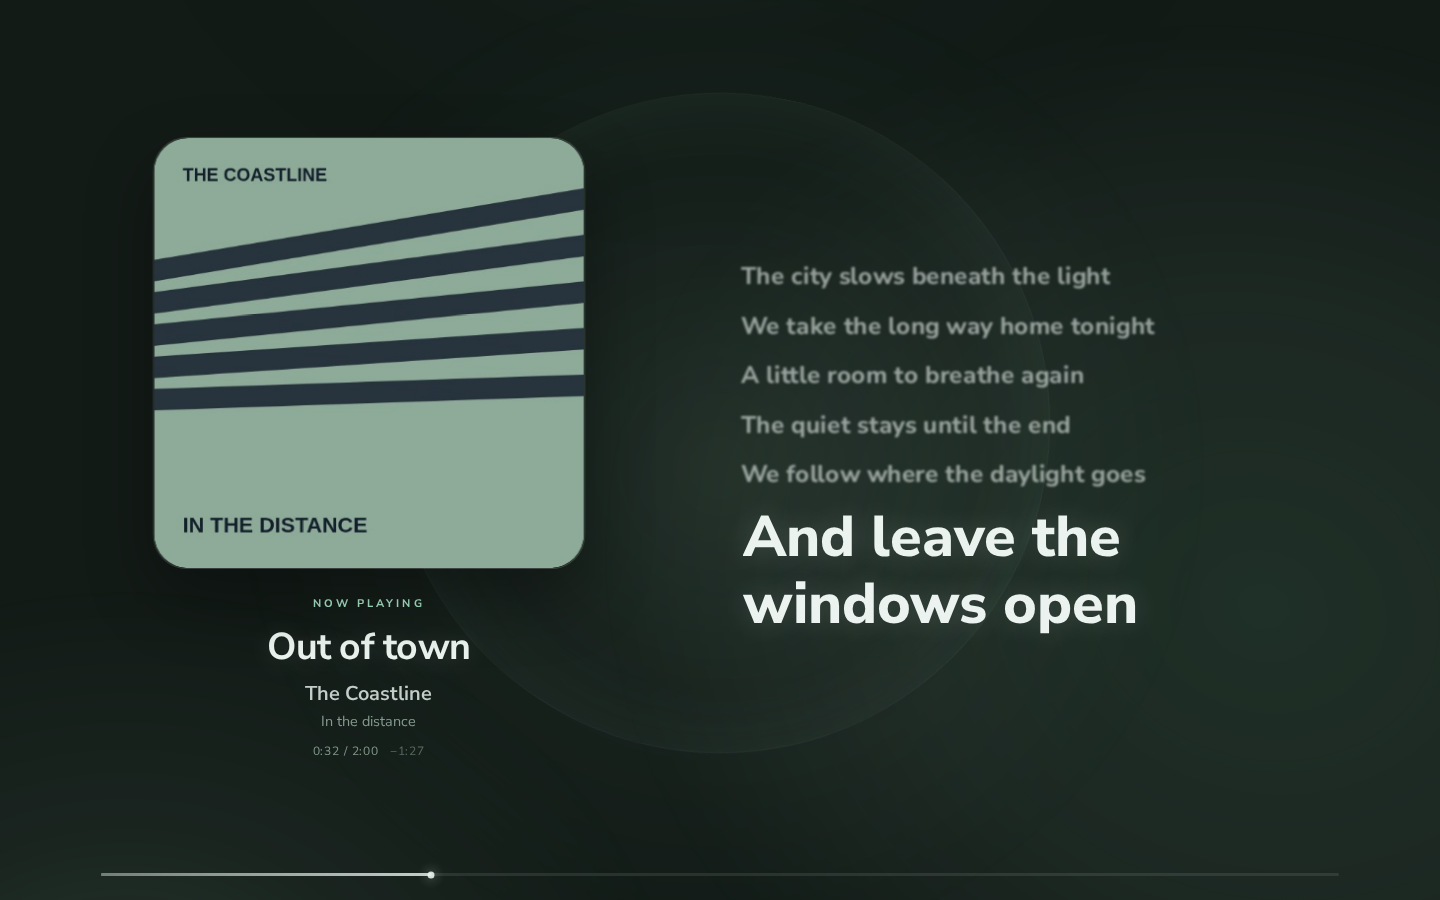 THE COASTLINE
IN THE DISTANCE
NOW PLAYING
Out of town
The Coastline
In the distance
0:32 / 2:00 −1:27
The city slows beneath the light
We take the long way home tonight
A little room to breathe again
The quiet stays until the end
We follow where the daylight goes
And leave the
windows open